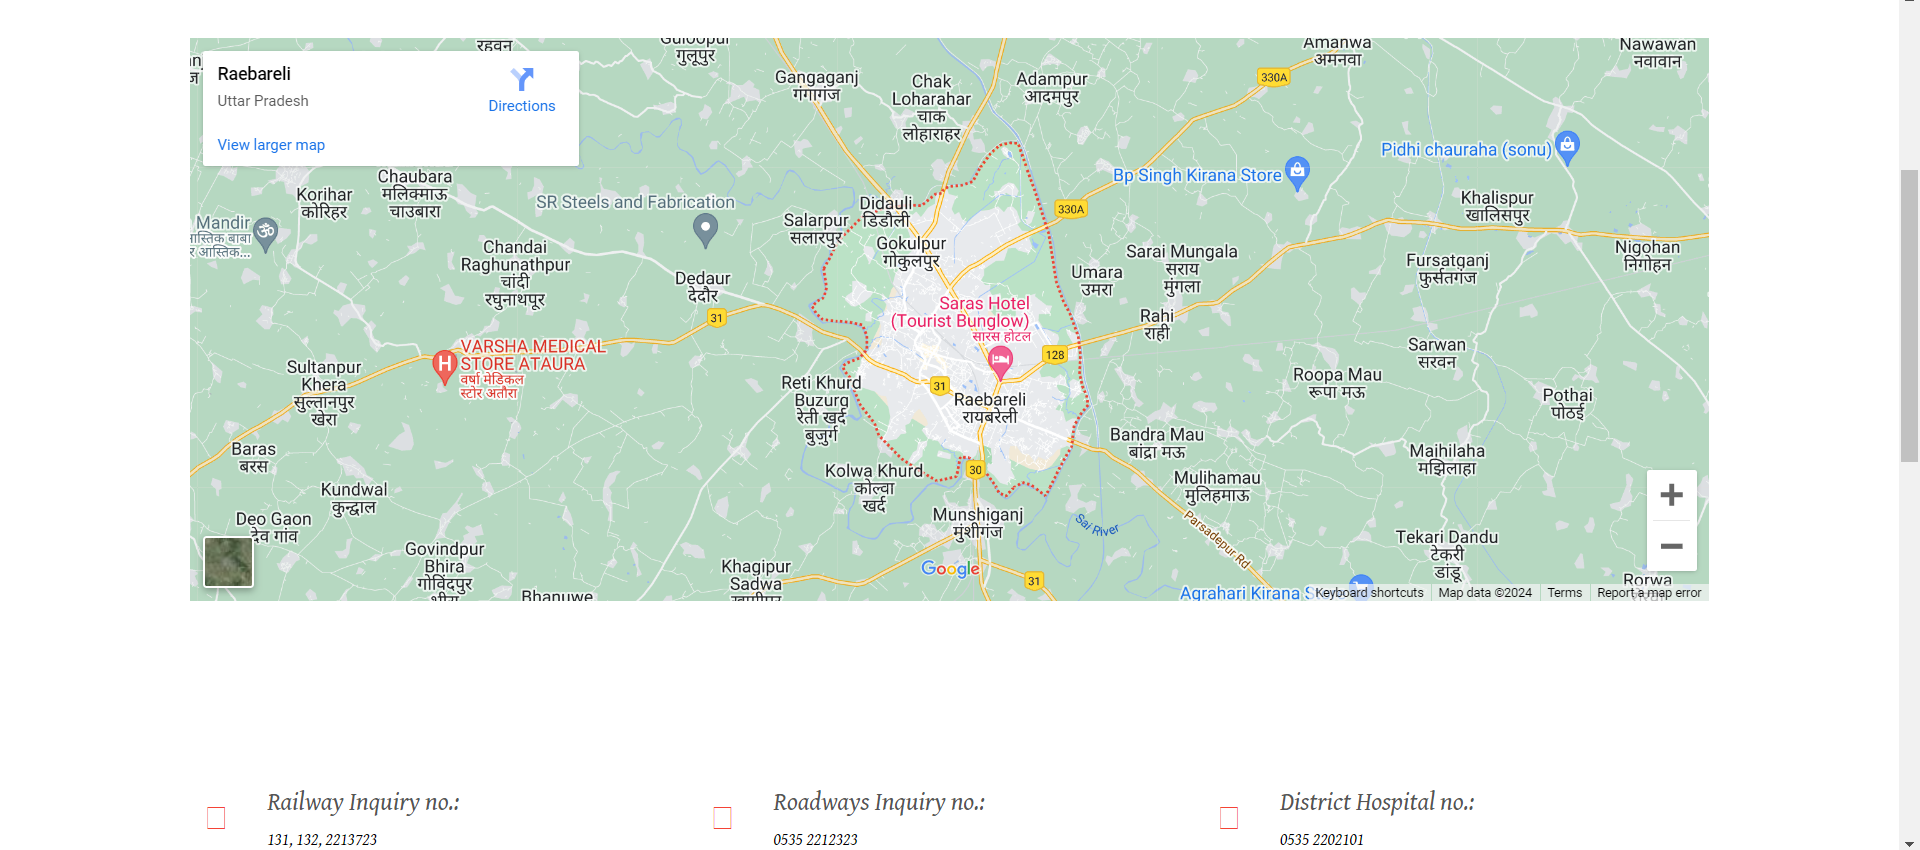 Raebareli
Uttar Pradesh
Directions
View larger map
रहवन
गुलूपुर
Gangaganj
गंगागंज
Chak
Loharahar
चाक
लोहाराहर
Adampur
आदमपुर
330A
Amanwa
अमनवा
Nawawan
नवावान
Pidhi chauraha (sonu)
Bp Singh Kirana Store
Chaubara
मलिकमाऊ
चाउबारा
Korihar
कोरिहर
SR Steels and Fabrication
Mandir
Salarpur
सलारपुर
Didauli
डिडौली
Gokulpur
गोकुलपुर
330A
Khalispur
खालिसपुर
Nigohan
निगोहन
Chandai
Raghunathpur
चांदी
रघुनाथपूर
Dedaur
देदौर
Umara
उमरा
Sarai Mungala
सराय
मुंगला
Fursatganj
फुर्सतगंज
31
Saras Hotel
(Tourist Bunglow)
सारस होटल
Rahi
राही
VARSHA MEDICAL
STORE ATAURA
वर्षा मेडिकल
स्टोर अतौरा
128
Sarwan
सरवन
Sultanpur
Khera
सुल्तानपुर
खेरा
Reti Khurd
Buzurg
रेती खर्द
बुजुर्ग
31
Raebareli
रायबरेली
Roopa Mau
रूपा मऊ
Pothai
पोठई
Baras
बरस
Bandra Mau
बांद्रा मऊ
Maihilaha
मझिलाहा
Kolwa Khurd
कोल्वा
खर्द
30
Mulihamau
मुलिहमाऊ
Kundwal
कुन्द्वाल
Deo Gaon
देव गांव
Munshiganj
मुंशीगंज
Sai River
Parsadepur Rd
Tekari Dandu
टेकरी
डांडू
Govindpur
Bhira
गोविंदपुर
Khagipur
Sadwa
Google
31
Bhanuwe
Agrahari Kirana
Rorwa
Keyboard shortcuts
Map data ©2024
Terms
Report a map error
Railway Inquiry no.:
131, 132, 2213723
Roadways Inquiry no.:
0535 2212323
District Hospital no.:
0535 2202101